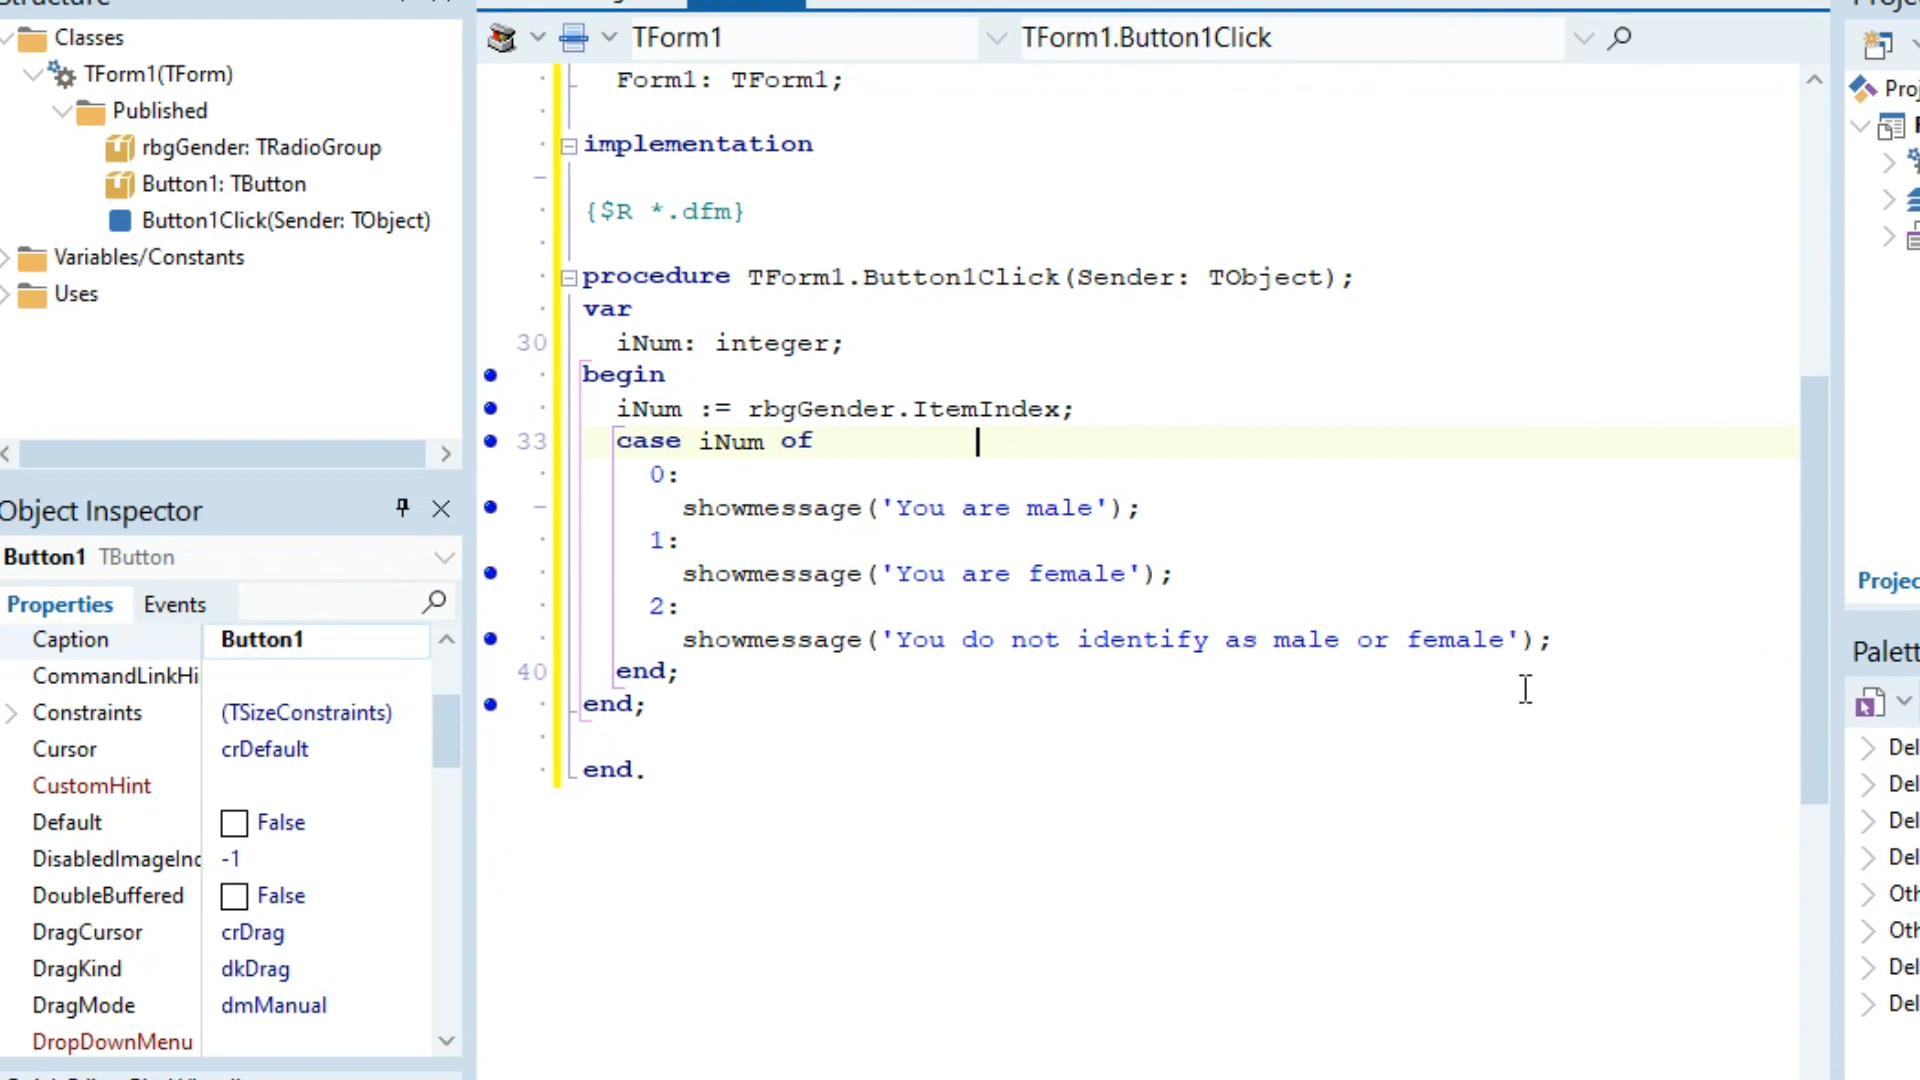 Structure
Classes
TForm1(TForm)
Published
rbgGender: TRadioGroup
Button1: TButton
Button1Click(Sender: TObject)
Variables/Constants
Uses
Object Inspector
Button1 TButton
Properties Events
Caption Button1
CommandLinkHi
Constraints (TSizeConstraints)
Cursor crDefault
CustomHint
Default False
DisabledImageInd -1
DoubleBuffered False
DragCursor crDrag
DragKind dkDrag
DragMode dmManual
DropDownMenu
TForm1 TForm1.Button1Click
Form1: TForm1;
implementation
{$R *.dfm}
procedure TForm1.Button1Click(Sender: TObject);
var
30 iNum: integer;
begin
iNum := rbgGender.ItemIndex;
33 case iNum of
0:
showmessage('You are male');
1:
showmessage('You are female');
2:
showmessage('You do not identify as male or female');
40 end;
end;
end.
Proj
Projec
Palett
Del
Del
Del
Del
Oth
Oth
Del
Del